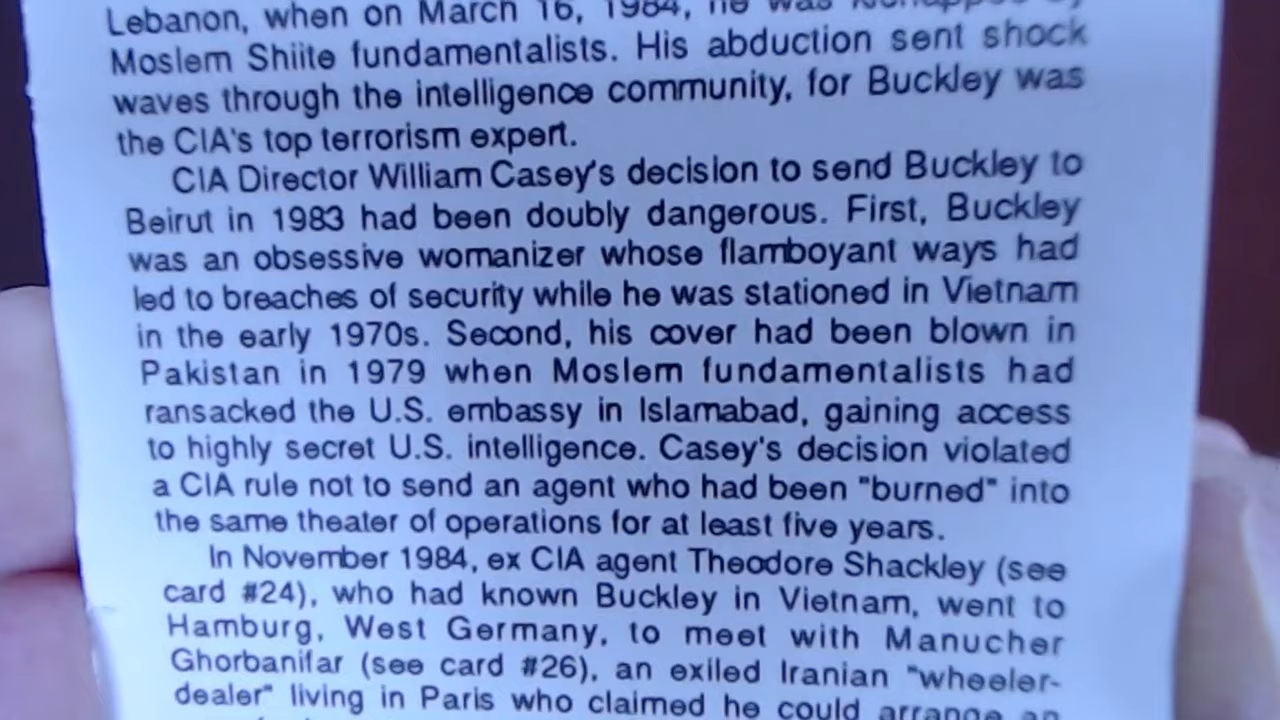 Lebanon, when on March 16, 1984, he was kidnapped by
Moslem Shiite fundamentalists. His abduction sent shock
waves through the intelligence community, for Buckley was
the CIA's top terrorism expert.
CIA Director William Casey's decision to send Buckley to
Beirut in 1983 had been doubly dangerous. First, Buckley
was an obsessive womanizer whose flamboyant ways had
led to breaches of security while he was stationed in Vietnam
in the early 1970s. Second, his cover had been blown in
Pakistan in 1979 when Moslem fundamentalists had
ransacked the U.S. embassy in Islamabad, gaining access
to highly secret U.S. intelligence. Casey's decision violated
a CIA rule not to send an agent who had been "burned" into
the same theater of operations for at least five years.
In November 1984, ex CIA agent Theodore Shackley (see
card #24), who had known Buckley in Vietnam, went to
Hamburg, West Germany, to meet with Manucher
Ghorbanifar (see card #26), an exiled Iranian "wheeler-
dealer" living in Paris who claimed he could arrange an